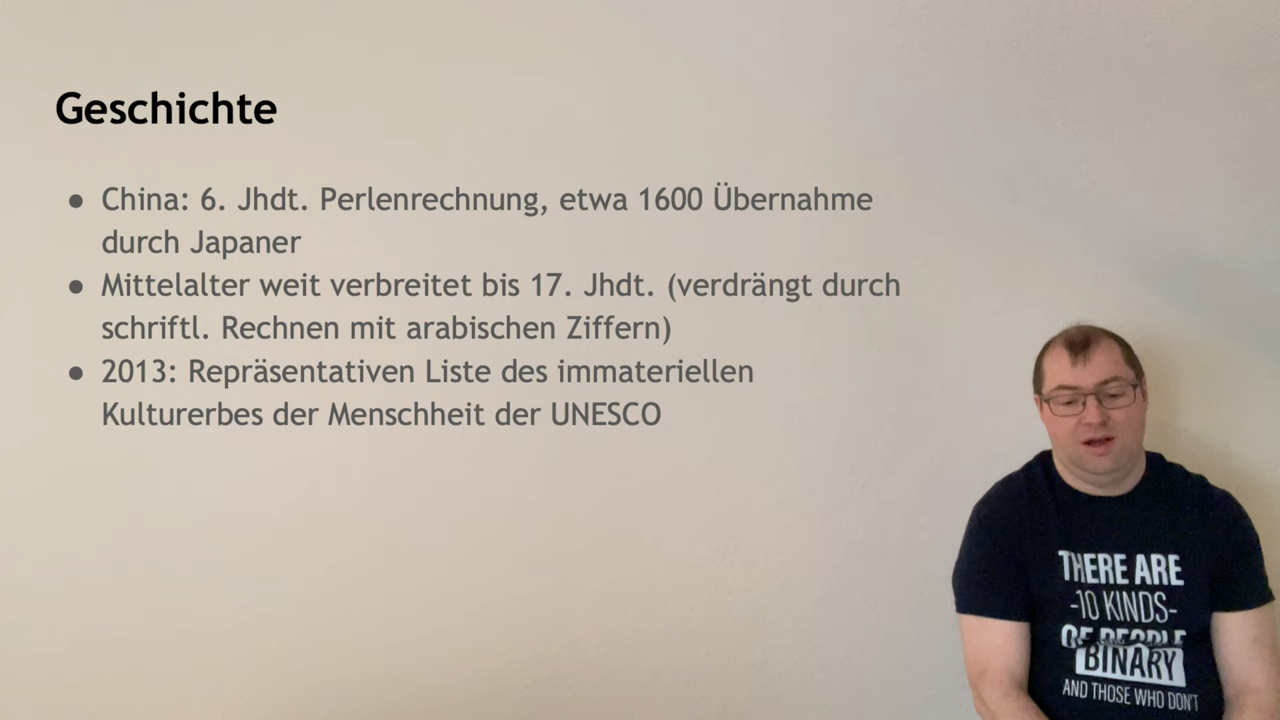 Geschichte
● China: 6. Jhdt. Perlenrechnung, etwa 1600 Übernahme
durch Japaner
● Mittelalter weit verbreitet bis 17. Jhdt. (verdrängt durch
schriftl. Rechnen mit arabischen Ziffern)
● 2013: Repräsentativen Liste des immateriellen
Kulturerbes der Menschheit der UNESCO
THERE ARE
-10 KINDS-
OF PEOPLE
BINARY
AND THOSE WHO DON'T